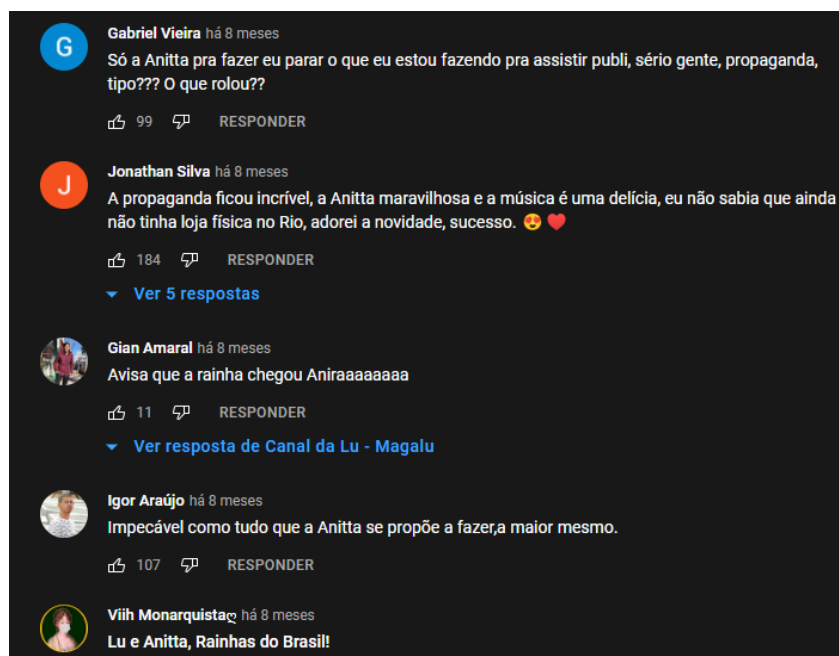 G
Gabriel Vieira há 8 meses
Só a Anitta pra fazer eu parar o que eu estou fazendo pra assistir publi, sério gente, propaganda,
tipo??? O que rolou??
99 RESPONDER
J
Jonathan Silva há 8 meses
A propaganda ficou incrível, a Anitta maravilhosa e a música é uma delícia, eu não sabia que ainda
não tinha loja física no Rio, adorei a novidade, sucesso. 😍 ♥️
184 RESPONDER
Ver 5 respostas
Gian Amaral há 8 meses
Avisa que a rainha chegou Aniraaaaaaaa
11 RESPONDER
Ver resposta de Canal da Lu - Magalu
Igor Araújo há 8 meses
Impecável como tudo que a Anitta se propõe a fazer,a maior mesmo.
107 RESPONDER
Viih Monarquistaღ há 8 meses
Lu e Anitta, Rainhas do Brasil!